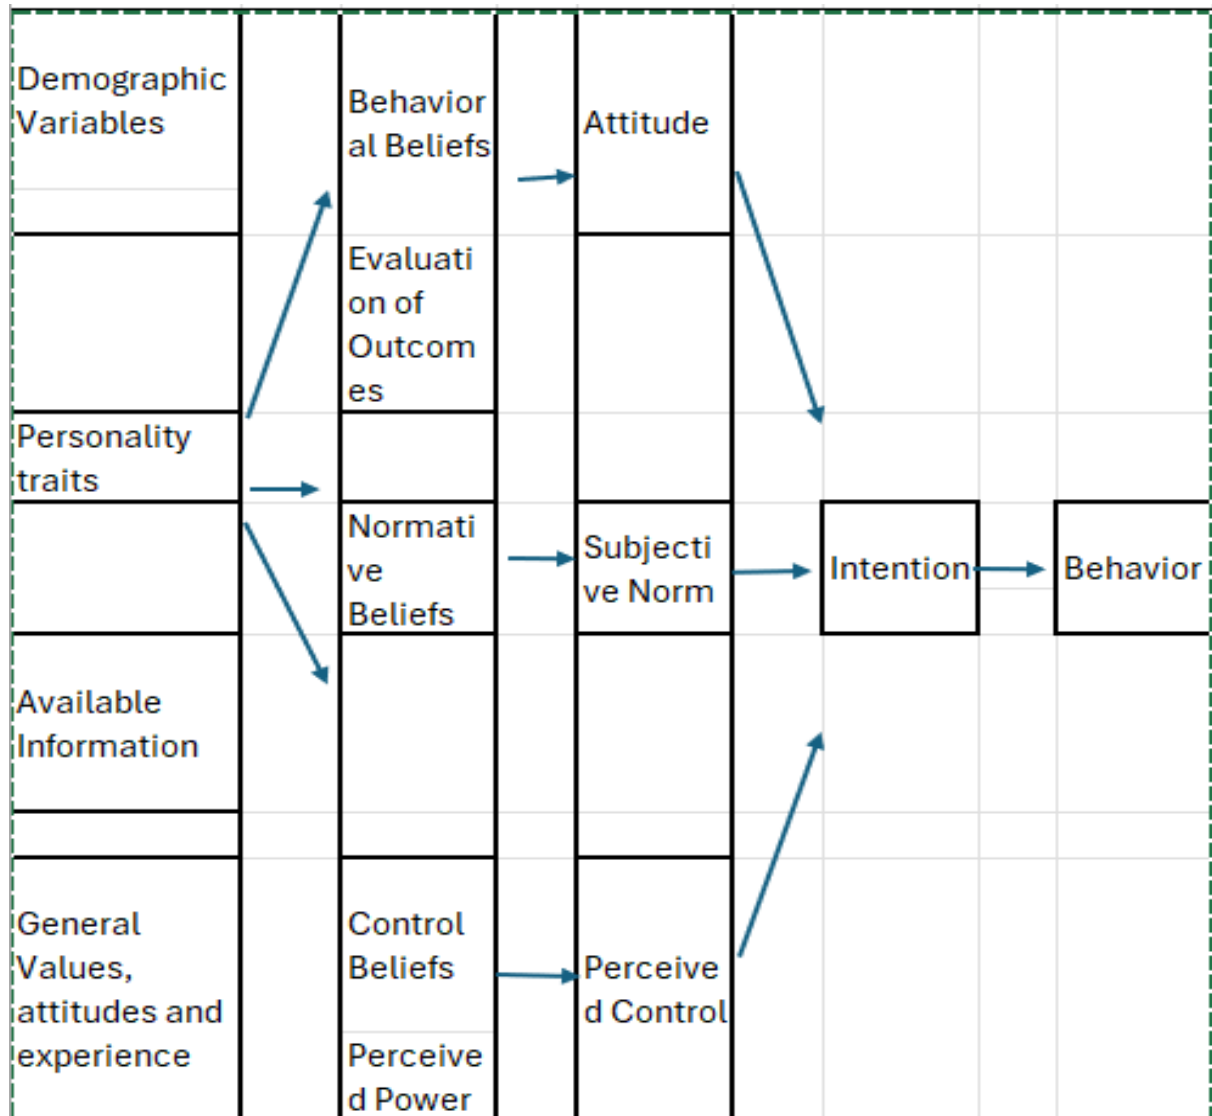 Demographic
Variables
Behavior
al Beliefs
Attitude
Evaluati
on of
Outcom
es
Personality
traits
Normati
ve
Beliefs
Subjecti
ve Norm
Intention
Behavior
Available
Information
General
Values,
attitudes and
experience
Control
Beliefs
Perceive
d Control
Perceive
d Power